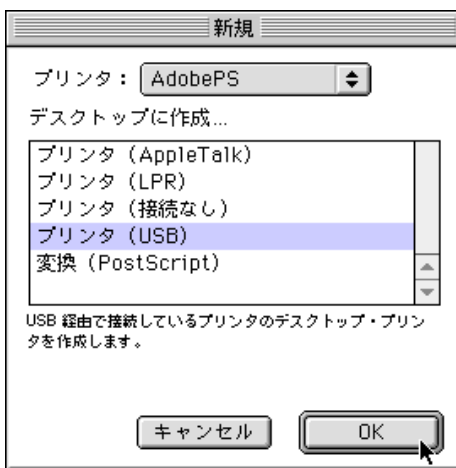 新規
プリンタ： AdobePS
デスクトップに作成...
プリンタ（AppleTalk）
プリンタ（LPR）
プリンタ（接続なし）
プリンタ（USB）
変換（PostScript）
USB 経由で接続しているプリンタのデスクトップ・プリン
タを作成します。
キャンセル OK